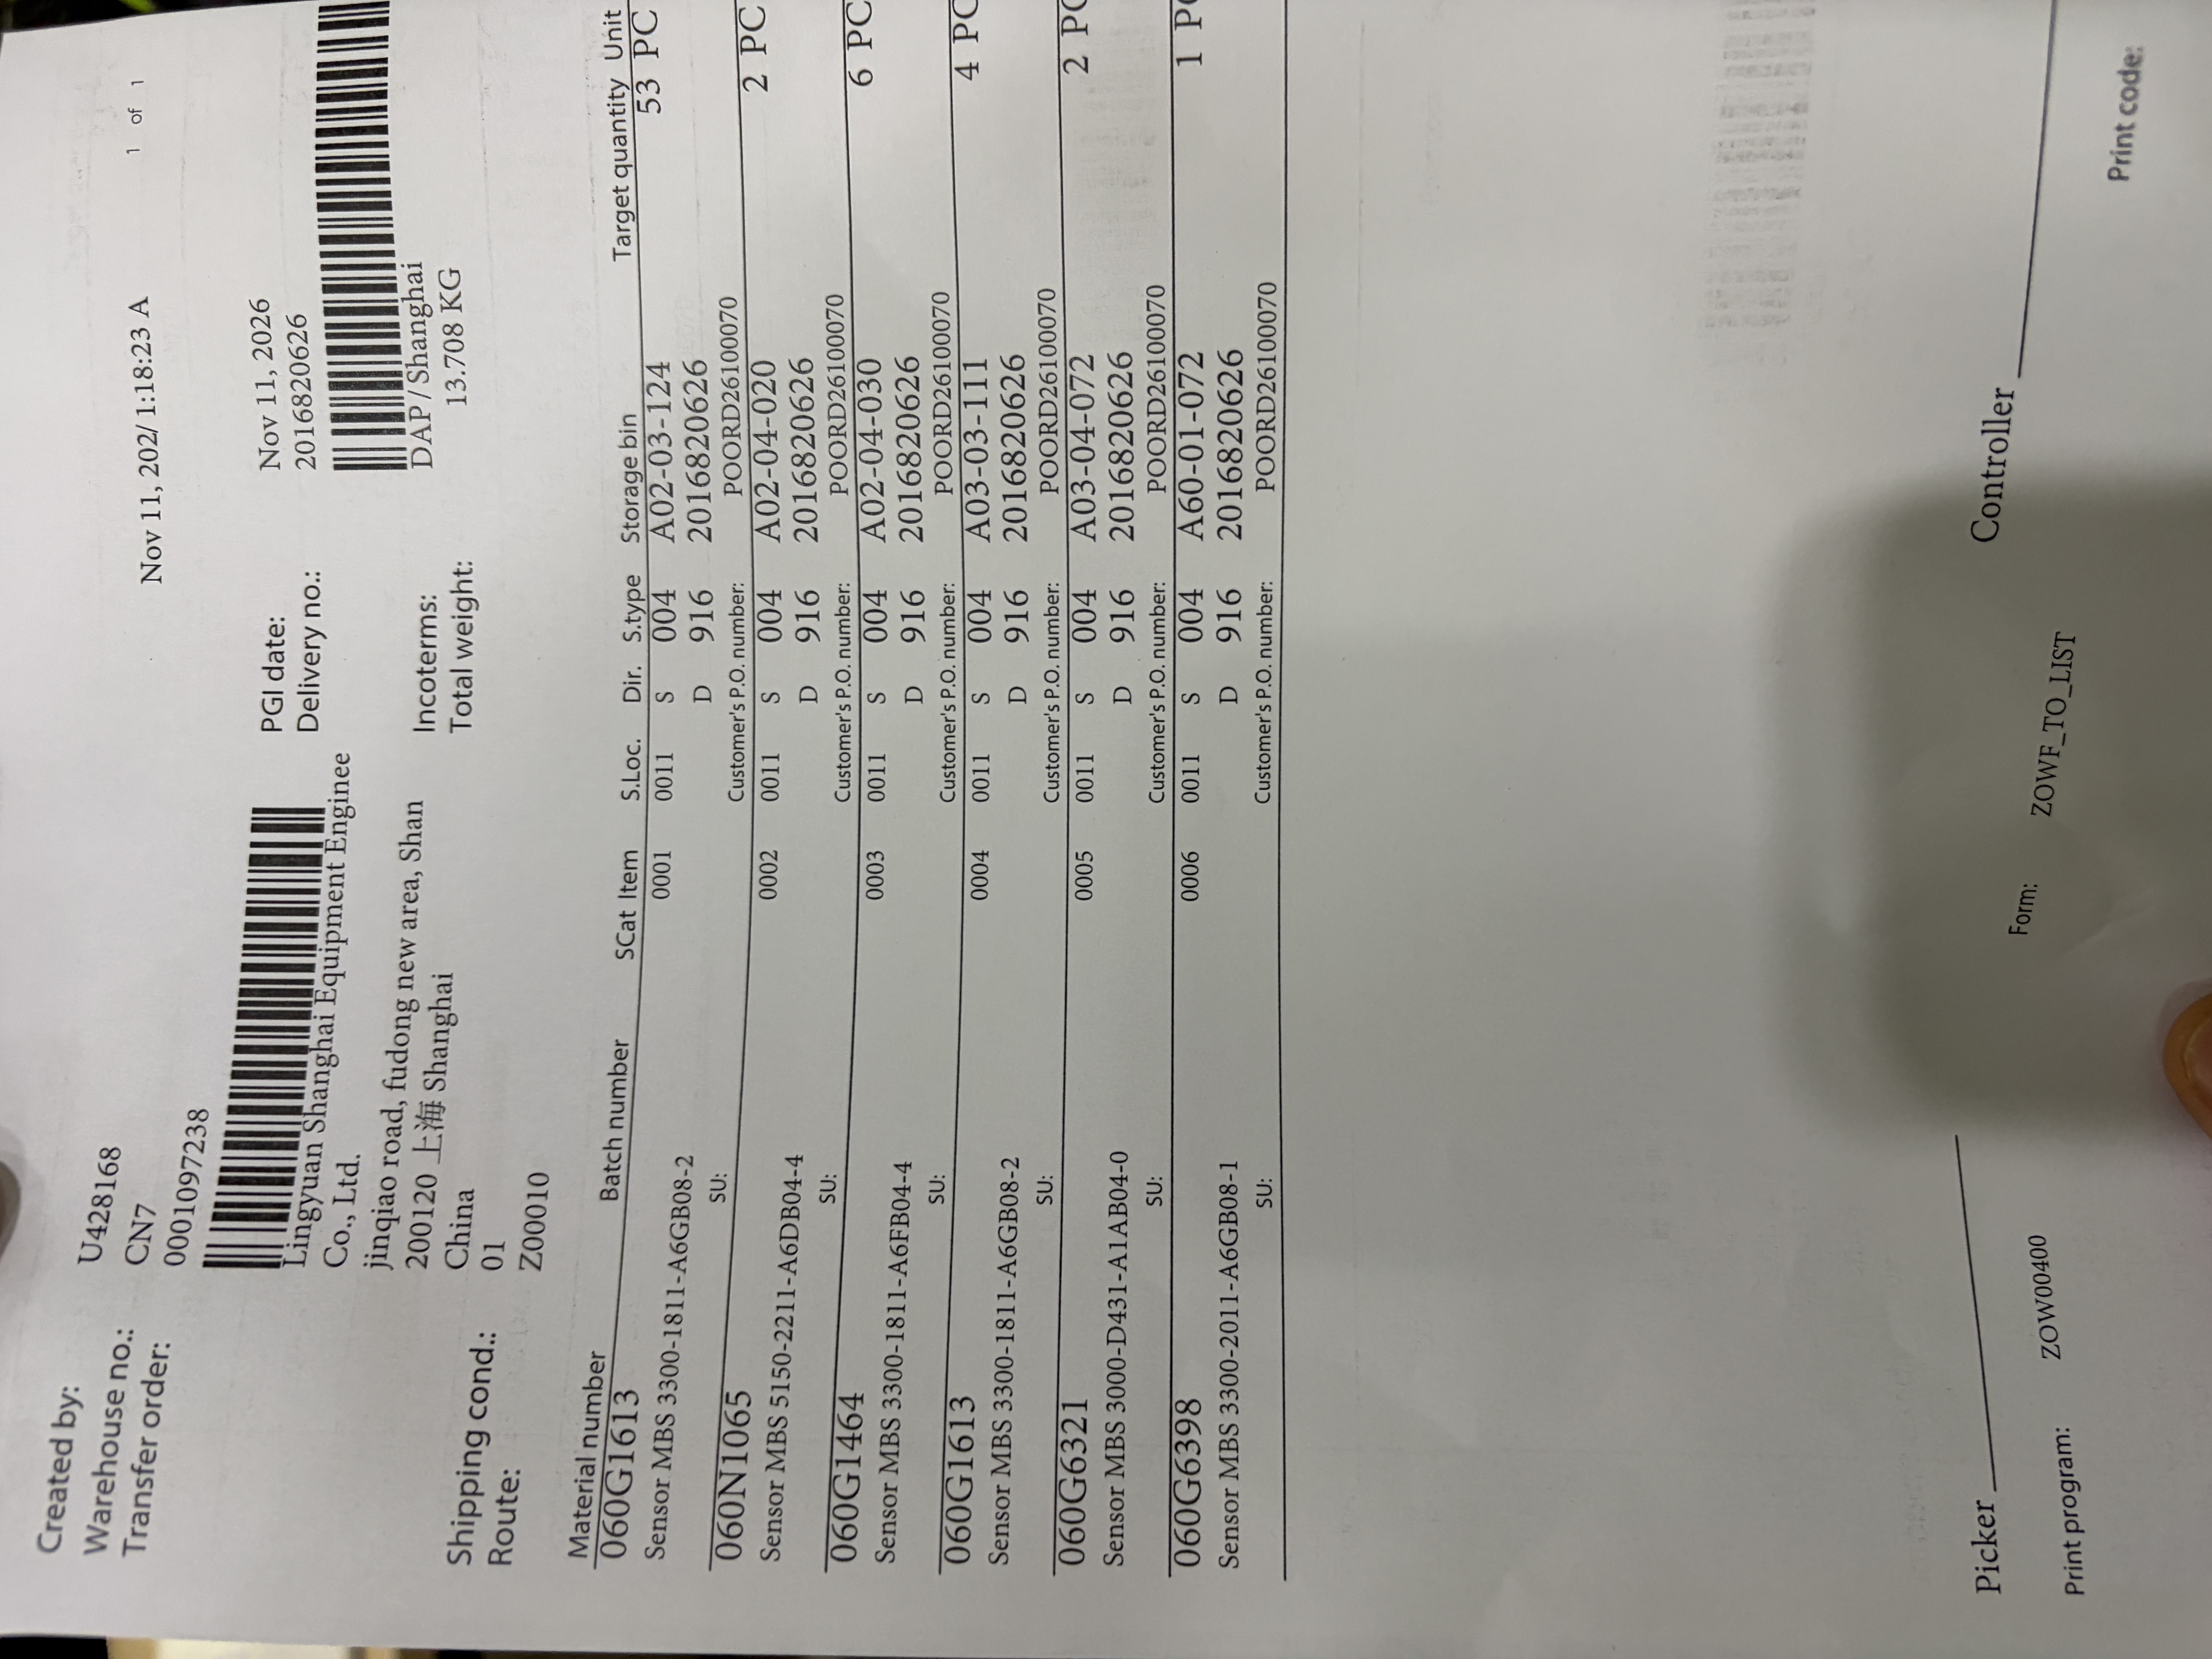 Created by: U428168
Warehouse no.: CN7
Transfer order: 0001097238
Nov 11, 202/ 1:18:23 A
1 of 1
Lingyuan Shanghai Equipment Enginee
Co., Ltd.
jinqiao road, fudong new area, Shan
200120 上海 Shanghai
China
PGI date: Nov 11, 2026
Delivery no.: 2016820626
Incoterms: DAP / Shanghai
Total weight: 13.708 KG
Shipping cond.: 01
Route: Z00010
Material number Batch number SCat Item S.Loc. Dir. S.type Storage bin Target quantity Unit
060G1613 0001 0011 S 004 A02-03-124 53 PC
Sensor MBS 3300-1811-A6GB08-2 D 916 2016820626
SU: Customer's P.O. number: POORD26100070
060N1065 0002 0011 S 004 A02-04-020 2 PC
Sensor MBS 5150-2211-A6DB04-4 D 916 2016820626
SU: Customer's P.O. number: POORD26100070
060G1464 0003 0011 S 004 A02-04-030 6 PC
Sensor MBS 3300-1811-A6FB04-4 D 916 2016820626
SU: Customer's P.O. number: POORD26100070
060G1613 0004 0011 S 004 A03-03-111 4 PC
Sensor MBS 3300-1811-A6GB08-2 D 916 2016820626
SU: Customer's P.O. number: POORD26100070
060G6321 0005 0011 S 004 A03-04-072 2 PC
Sensor MBS 3000-D431-A1AB04-0 D 916 2016820626
SU: Customer's P.O. number: POORD26100070
060G6398 0006 0011 S 004 A60-01-072 1 P
Sensor MBS 3300-2011-A6GB08-1 D 916 2016820626
SU: Customer's P.O. number: POORD26100070
Picker
Controller
Print program: ZOW00400
Form: ZOWF_TO_LIST
Print code: